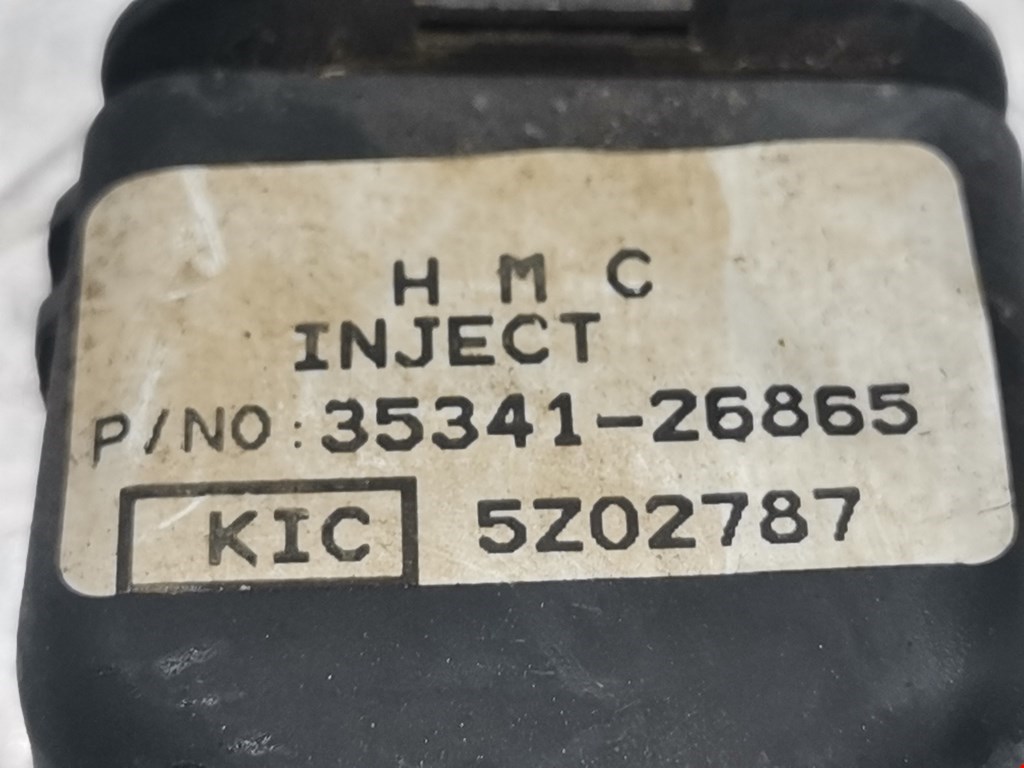 H M C
INJECT
P/NO: 35341-26865
KIC 5Z02787